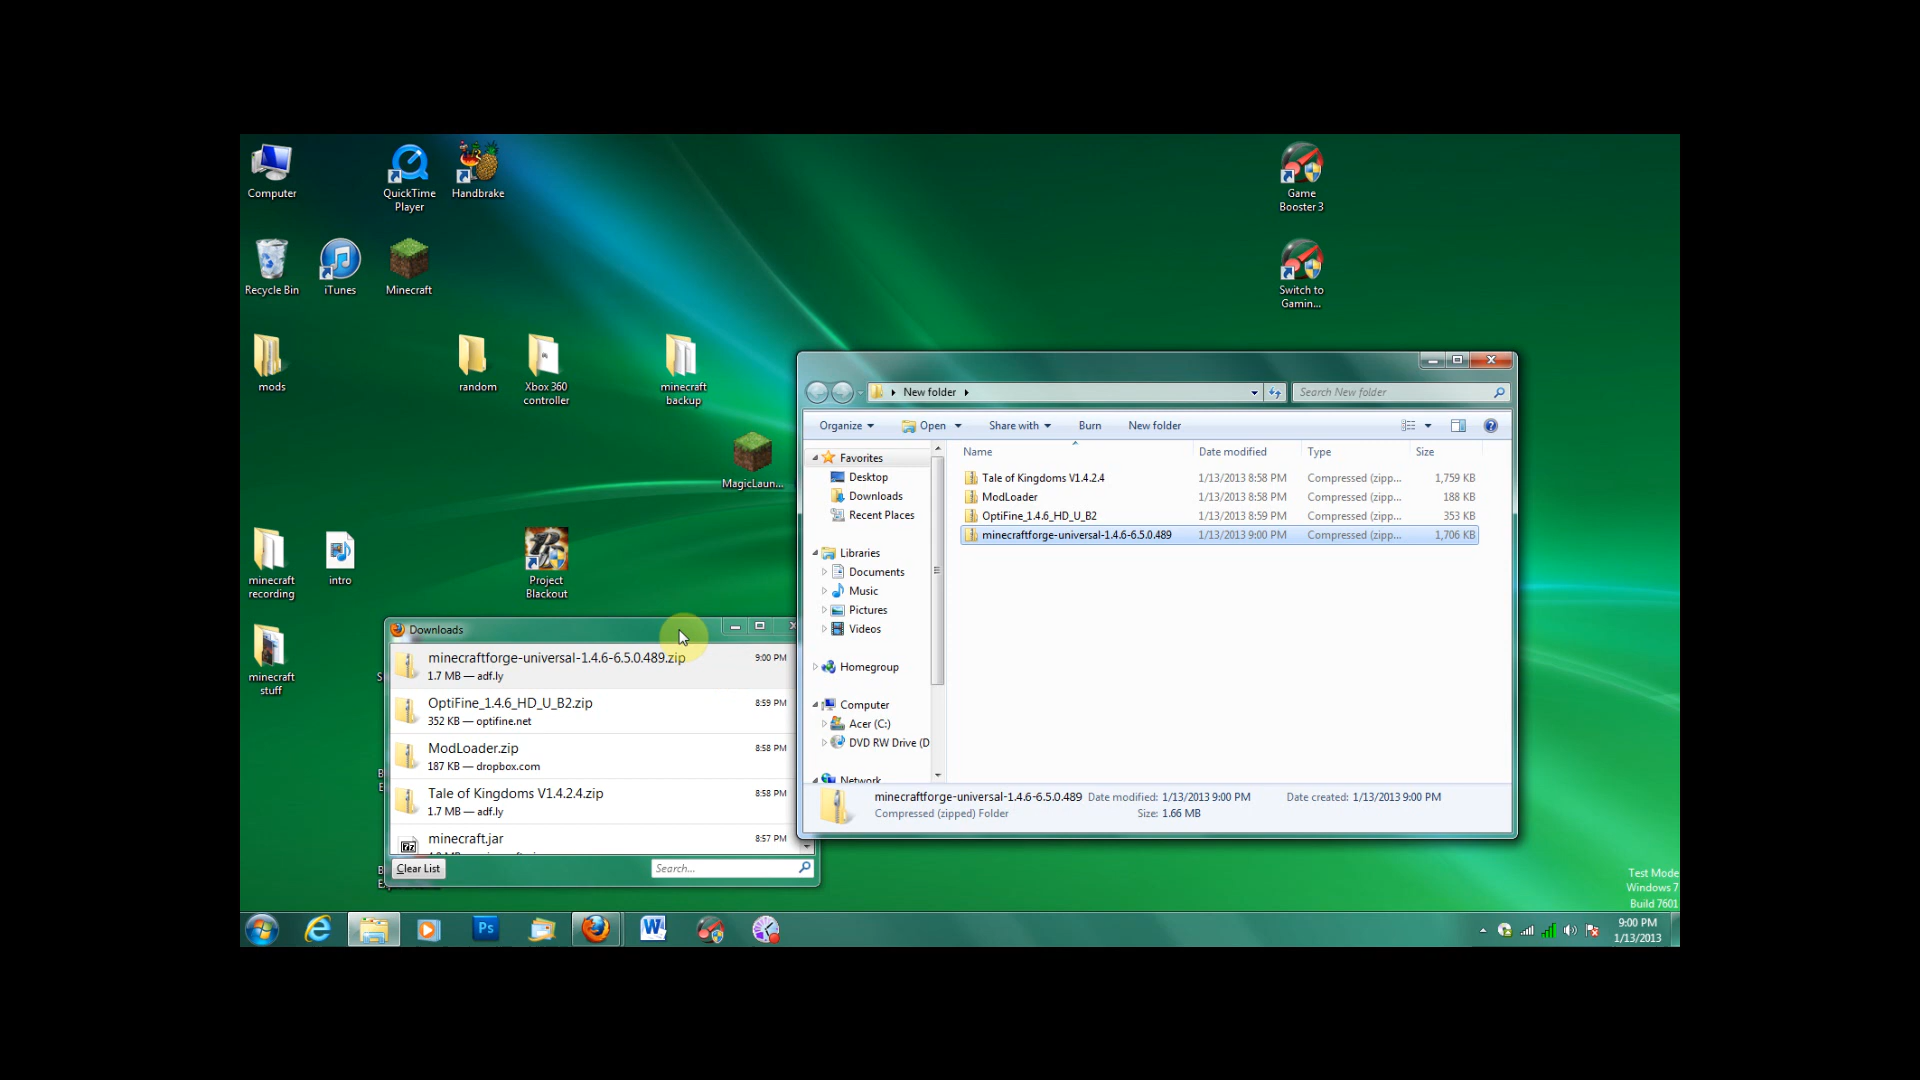 Computer
QuickTime
Player
Handbrake
Game
Booster 3
Recycle Bin
iTunes
Minecraft
Switch to
Gamin...
mods
random
Xbox 360
controller
minecraft
backup
MagicLaun...
minecraft
recording
intro
Project
Blackout
minecraft
stuff
New folder
Search New folder
Organize
Open
Share with
Burn
New folder
Name
Date modified
Type
Size
Favorites
Desktop
Downloads
Recent Places
Libraries
Documents
Music
Pictures
Videos
Homegroup
Computer
Acer (C:)
DVD RW Drive (D
Network
Tale of Kingdoms V1.4.2.4 1/13/2013 8:58 PM Compressed (zipp... 1,759 KB
ModLoader 1/13/2013 8:58 PM Compressed (zipp... 188 KB
OptiFine_1.4.6_HD_U_B2 1/13/2013 8:59 PM Compressed (zipp... 353 KB
minecraftforge-universal-1.4.6-6.5.0.489 1/13/2013 9:00 PM Compressed (zipp... 1,706 KB
minecraftforge-universal-1.4.6-6.5.0.489 Date modified: 1/13/2013 9:00 PM Date created: 1/13/2013 9:00 PM
Compressed (zipped) Folder Size: 1.66 MB
Downloads
minecraftforge-universal-1.4.6-6.5.0.489.zip 9:00 PM
1.7 MB — adf.ly
OptiFine_1.4.6_HD_U_B2.zip 8:59 PM
352 KB — optifine.net
ModLoader.zip 8:58 PM
187 KB — dropbox.com
Tale of Kingdoms V1.4.2.4.zip 8:58 PM
1.7 MB — adf.ly
minecraft.jar 8:57 PM
Clear List
Search...
Test Mode
Windows 7
Build 7601
Ps
W
9:00 PM
1/13/2013